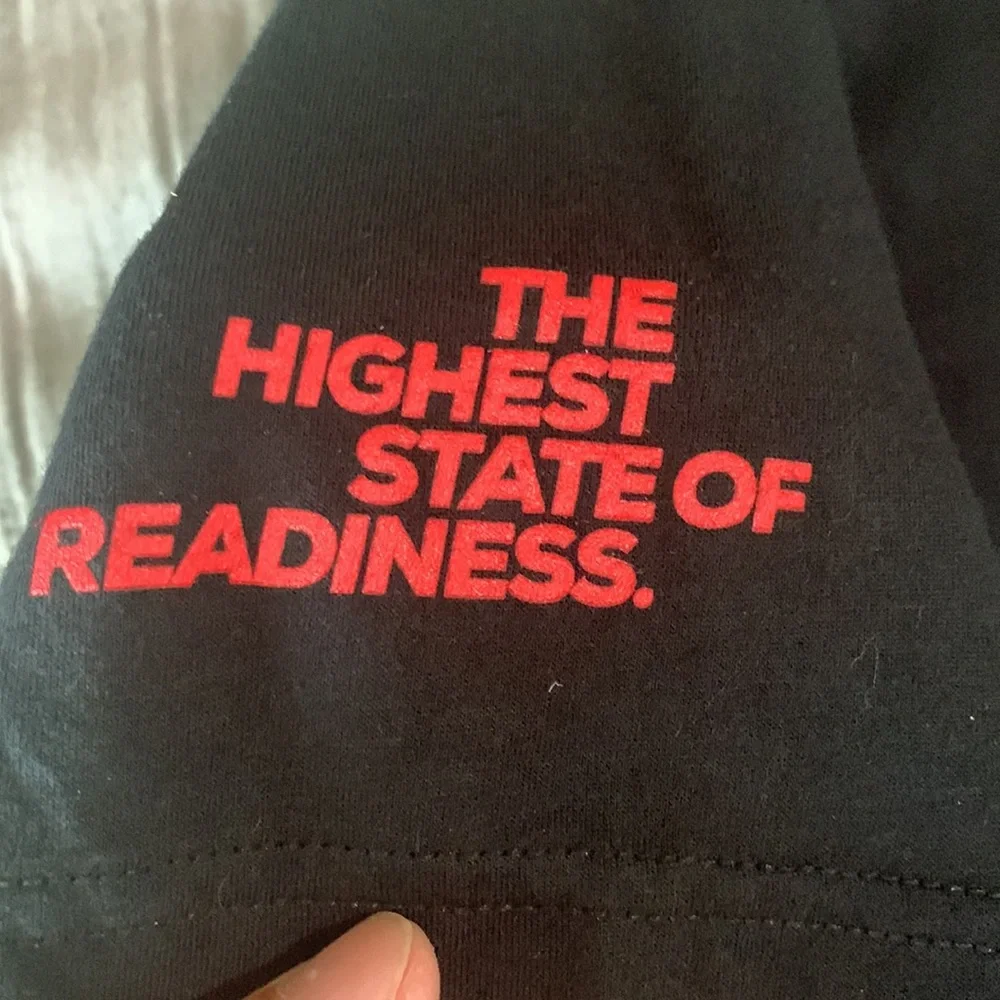 THE
HIGHEST
STATE OF
READINESS.